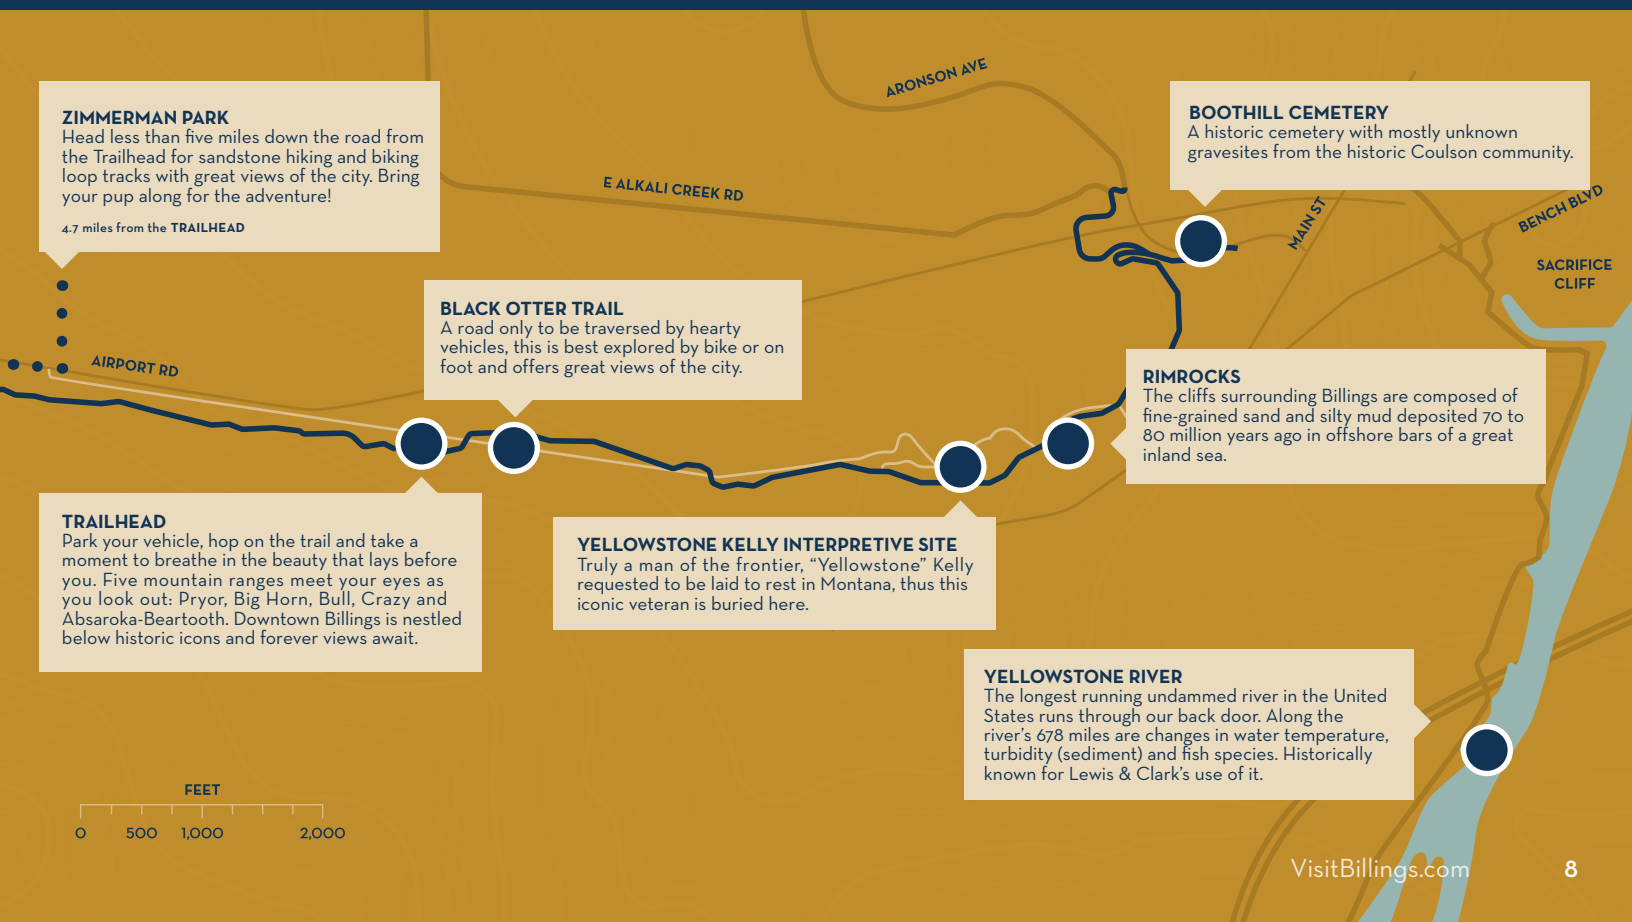 ARONSON AVE
ZIMMERMAN PARK
Head less than five miles down the road from
the Trailhead for sandstone hiking and biking
loop tracks with great views of the city. Bring
your pup along for the adventure!
4.7 miles from the TRAILHEAD
BOOTHILL CEMETERY
A historic cemetery with mostly unknown
gravesites from the historic Coulson community.
E ALKALI CREEK RD
MAIN ST
BENCH BLVD
SACRIFICE
CLIFF
BLACK OTTER TRAIL
A road only to be traversed by hearty
vehicles, this is best explored by bike or on
foot and offers great views of the city.
AIRPORT RD
RIMROCKS
The cliffs surrounding Billings are composed of
fine-grained sand and silty mud deposited 70 to
80 million years ago in offshore bars of a great
inland sea.
TRAILHEAD
Park your vehicle, hop on the trail and take a
moment to breathe in the beauty that lays before
you. Five mountain ranges meet your eyes as
you look out: Pryor, Big Horn, Bull, Crazy and
Absaroka-Beartooth. Downtown Billings is nestled
below historic icons and forever views await.
YELLOWSTONE KELLY INTERPRETIVE SITE
Truly a man of the frontier, “Yellowstone” Kelly
requested to be laid to rest in Montana, thus this
iconic veteran is buried here.
YELLOWSTONE RIVER
The longest running undammed river in the United
States runs through our back door. Along the
river’s 678 miles are changes in water temperature,
turbidity (sediment) and fish species. Historically
known for Lewis & Clark’s use of it.
FEET
0 500 1,000 2,000
VisitBillings.com 8